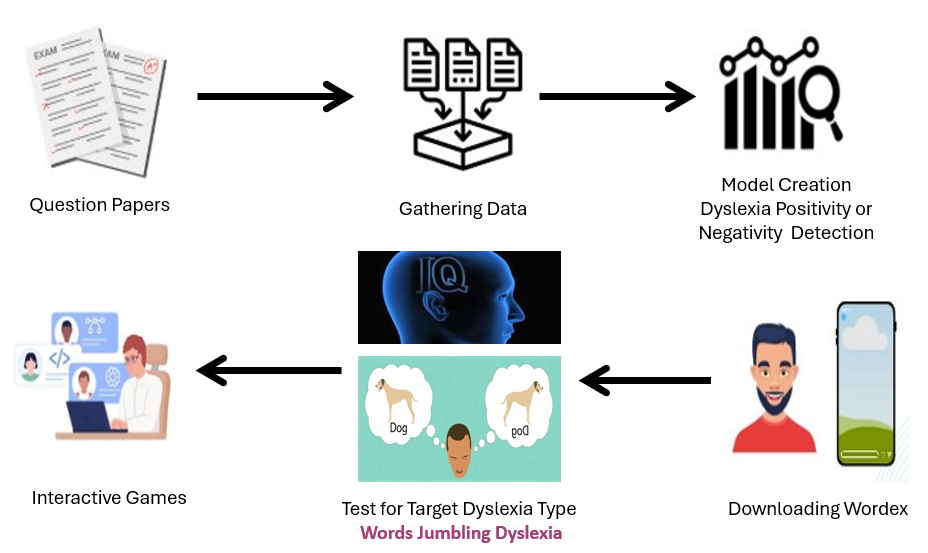 EXAM
AM
A+
Question Papers
Gathering Data
Model Creation
Dyslexia Positivity or
Negativity Detection
IQ
Dog
Dog
</>
Interactive Games
Test for Target Dyslexia Type
Words Jumbling Dyslexia
Downloading Wordex